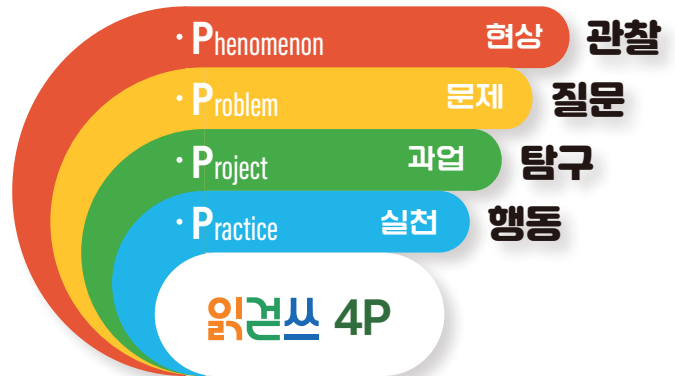 · Phenomenon 현상 관찰
· Problem 문제 질문
· Project 과업 탐구
· Practice 실천 행동
읽걷쓰 4P